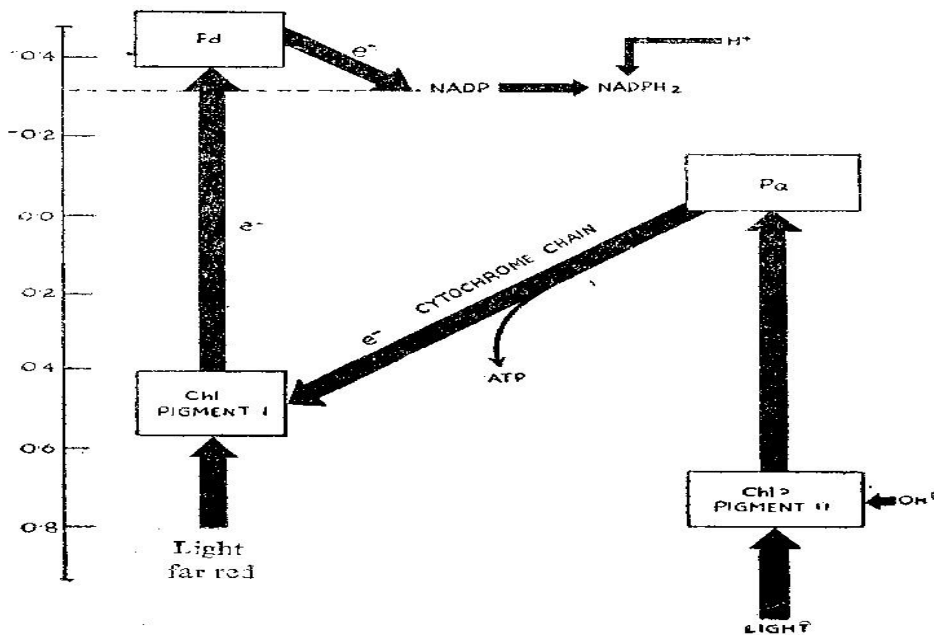 -0.4
-0.2
0.0
0.2
0.4
0.6
0.8
Fd
e-
NADP
NADPH2
H+
e-
Pq
CYTOCHROME CHAIN
e-
ATP
Chl
PIGMENT I
Light
far red
Chl
PIGMENT II
OH-
LIGHT